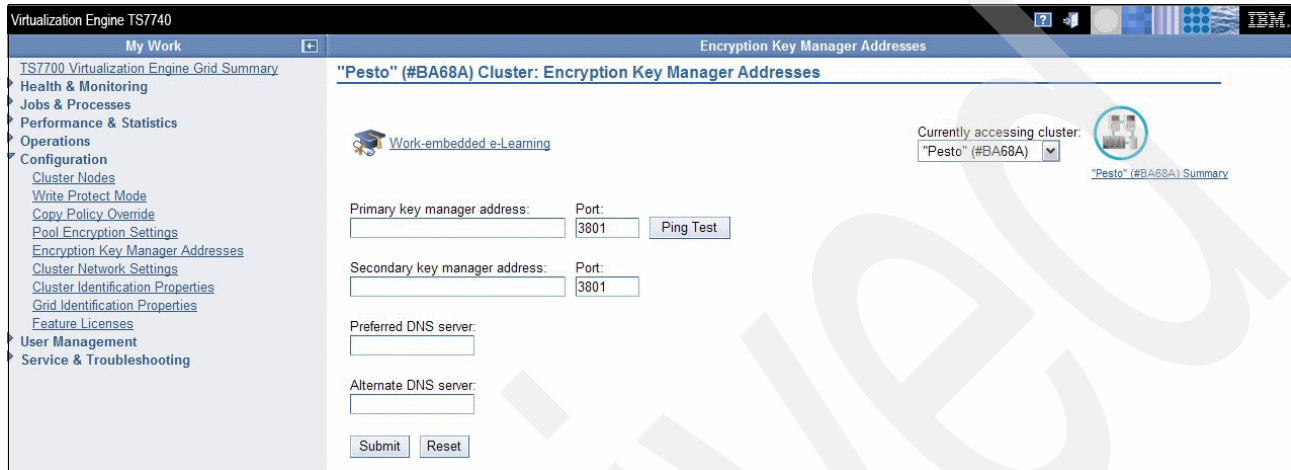 Virtualization Engine TS7740
? IBM.
My Work
Encryption Key Manager Addresses
TS7700 Virtualization Engine Grid Summary
Health & Monitoring
Jobs & Processes
Performance & Statistics
Operations
Configuration
Cluster Nodes
Write Protect Mode
Copy Policy Override
Pool Encryption Settings
Encryption Key Manager Addresses
Cluster Network Settings
Cluster Identification Properties
Grid Identification Properties
Feature Licenses
User Management
Service & Troubleshooting
"Pesto" (#BA68A) Cluster: Encryption Key Manager Addresses
Work-embedded e-Learning
Currently accessing cluster:
"Pesto" (#BA68A)
"Pesto" (#BA68A) Summary
Primary key manager address: Port:
3801 Ping Test
Secondary key manager address: Port:
3801
Preferred DNS server:
Alternate DNS server:
Submit Reset